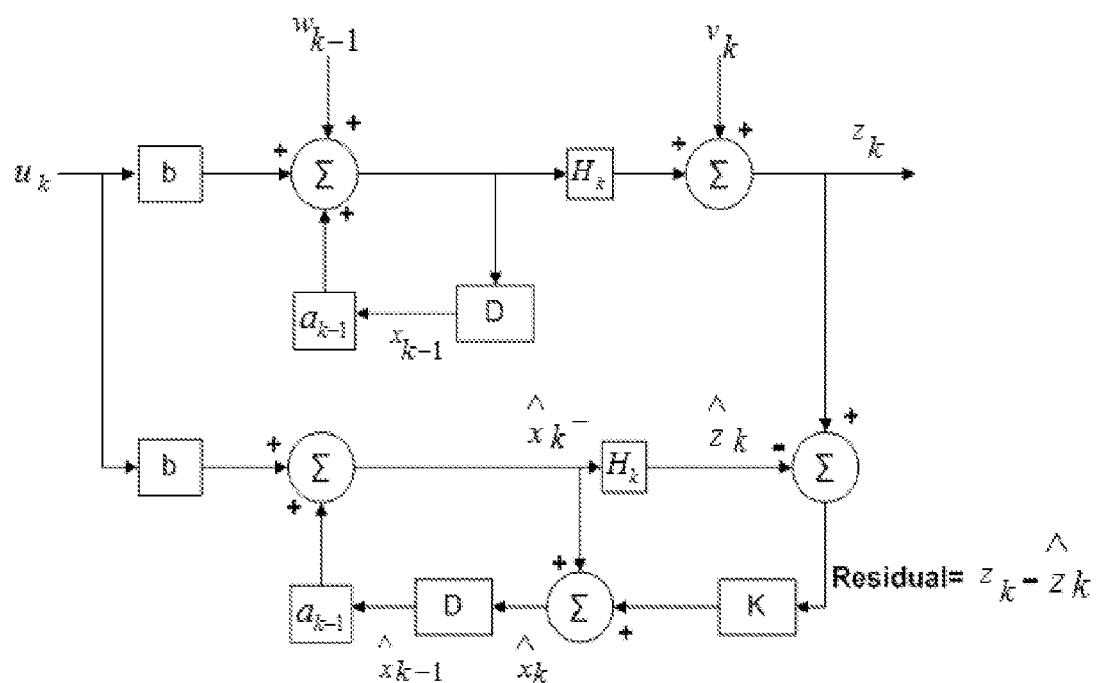 w_{k-1}
v_k
+ +
+ +
z_k
u_k
b
Σ
H_k
Σ
+
a_{k-1}
D
x_{k-1}
x̂_k^-
ẑ_k
+
+
-
b
Σ
H_k
Σ
+
+
Residual= z_k - ẑ_k
a_{k-1}
D
Σ
K
+
x̂_{k-1}
x̂_k